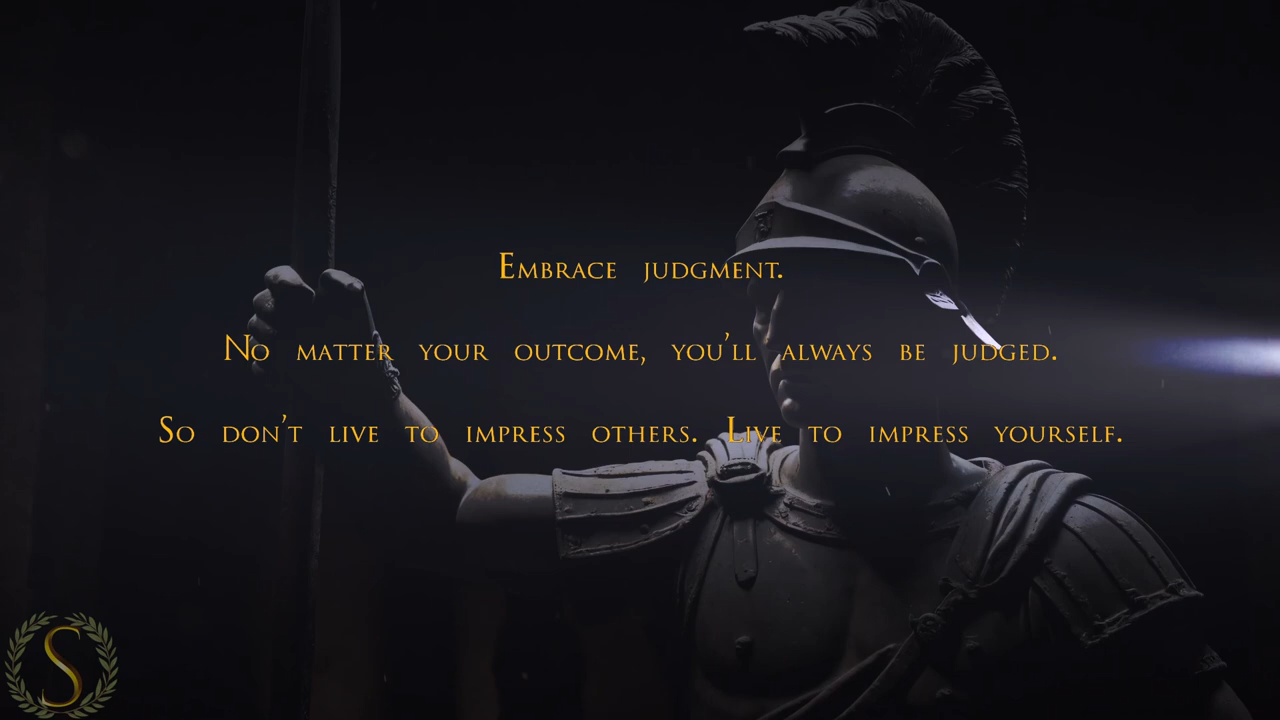 Embrace judgment.
No matter your outcome, you'll always be judged.
So don't live to impress others. Live to impress yourself.
S